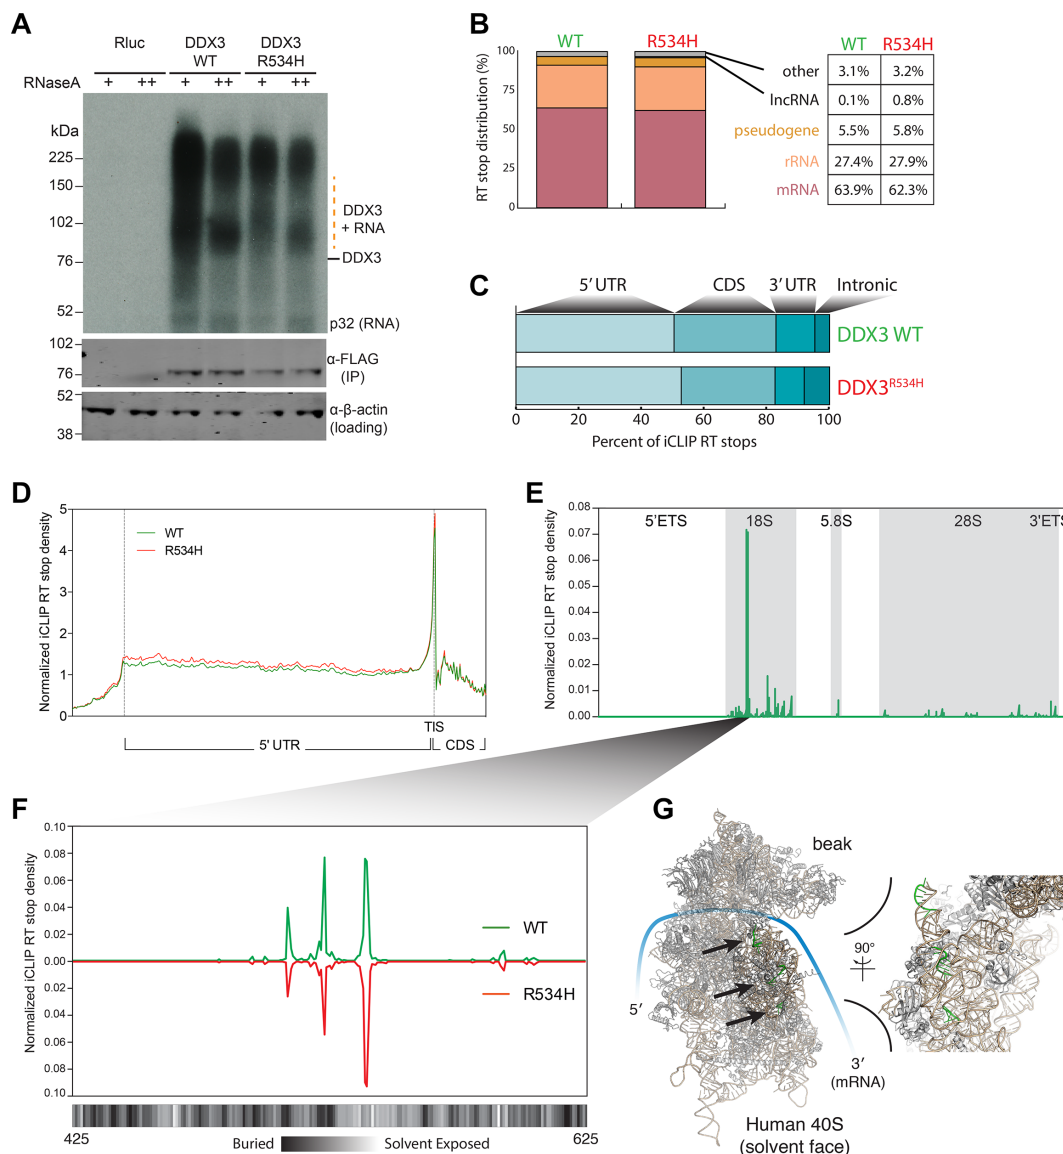 A
Rluc
DDX3 WT
DDX3 R534H
RNaseA + ++ + ++ + ++
kDa
225
150
102
76
52
DDX3 + RNA
DDX3
p32 (RNA)
102
76
α-FLAG (IP)
52
38
α-β-actin (loading)
B
WT R534H
RT stop distribution (%)
100
75
50
25
0
WT R534H
other 3.1% 3.2%
lncRNA 0.1% 0.8%
pseudogene 5.5% 5.8%
rRNA 27.4% 27.9%
mRNA 63.9% 62.3%
C
5′ UTR CDS 3′ UTR Intronic
DDX3 WT
DDX3R534H
0 20 40 60 80 100
Percent of iCLIP RT stops
D
Normalized iCLIP RT stop density
5
4
3
2
1
0
WT
R534H
TIS
5' UTR CDS
E
Normalized iCLIP RT stop density
0.08
0.07
0.06
0.05
0.04
0.03
0.02
0.01
0.00
5'ETS 18S 5.8S 28S 3'ETS
F
Normalized iCLIP RT stop density
0.10
0.08
0.06
0.04
0.02
0.00
WT
Normalized iCLIP RT stop density
0.02
0.04
0.06
0.08
0.10
R534H
425 625
Buried Solvent Exposed
G
beak
90°
5′
3′ (mRNA)
Human 40S
(solvent face)